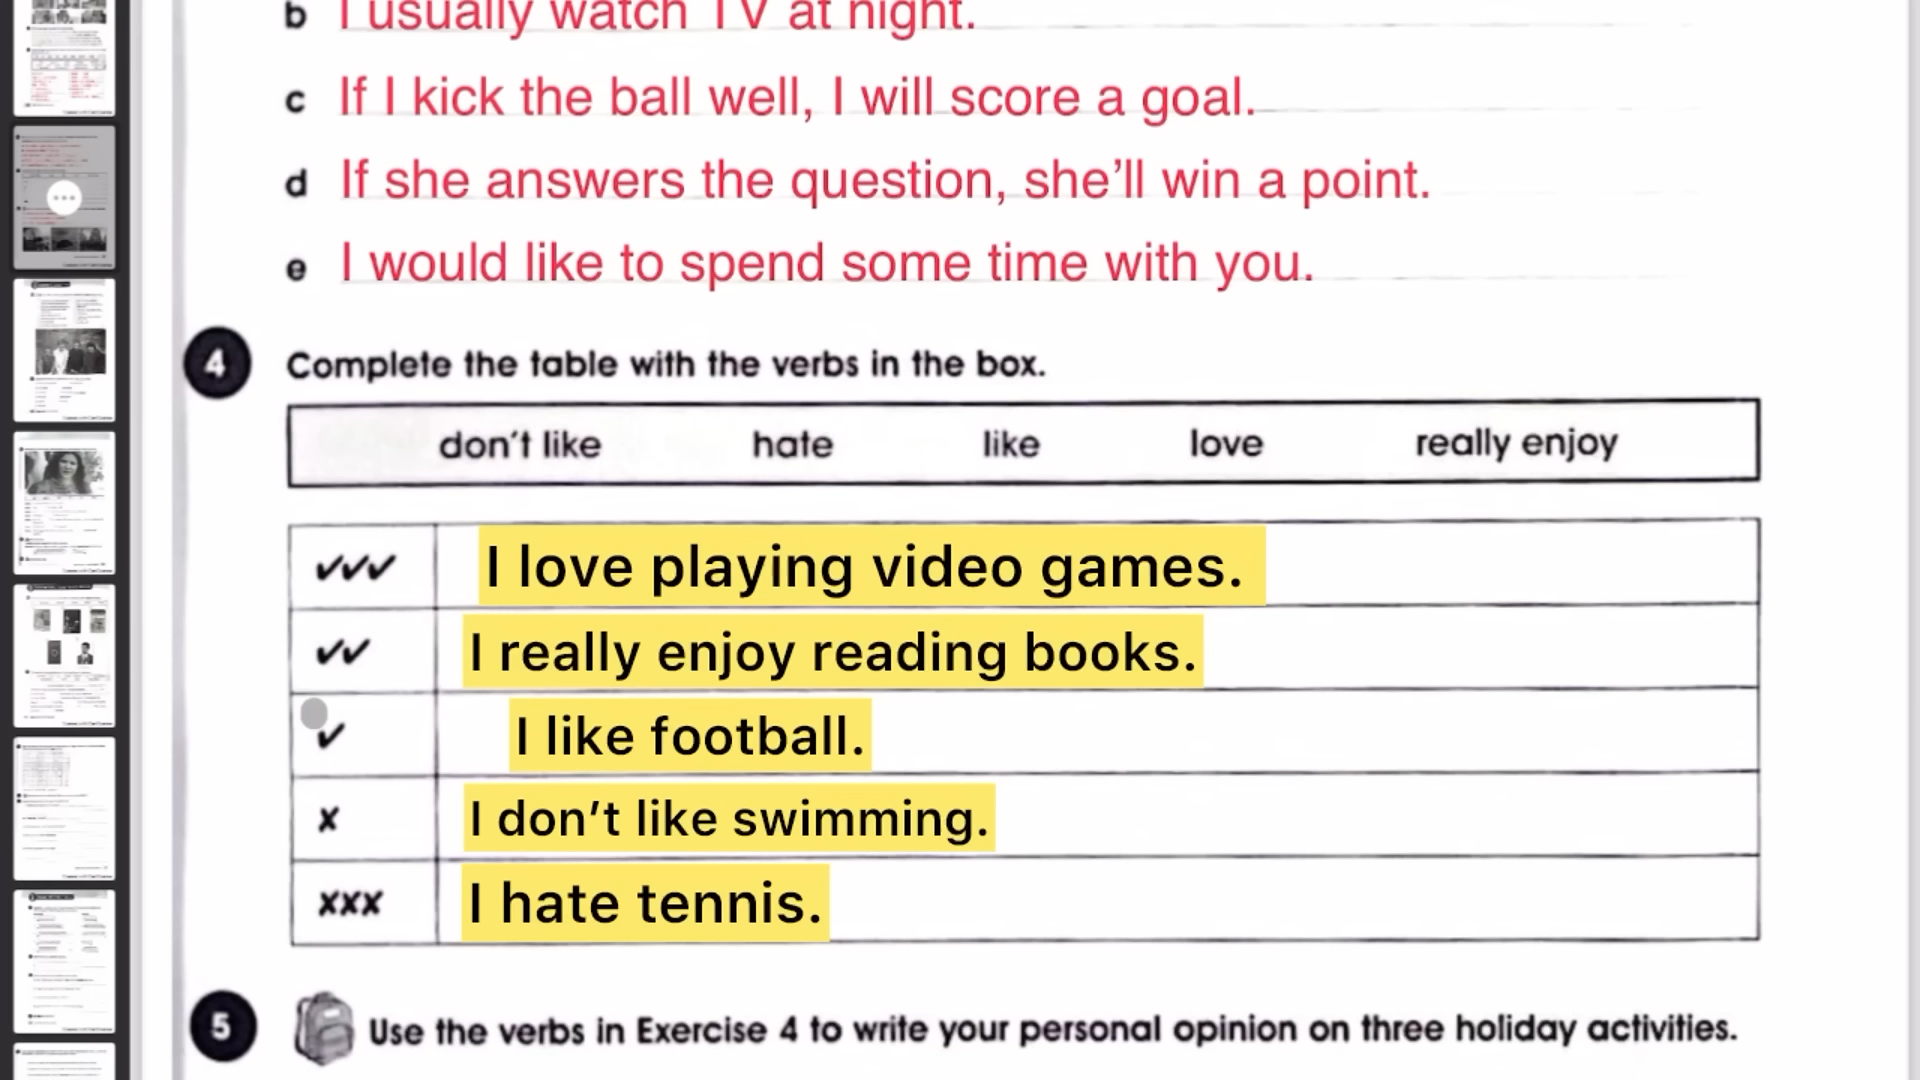 b I usually watch TV at night.
c If I kick the ball well, I will score a goal.
d If she answers the question, she’ll win a point.
e I would like to spend some time with you.
4 Complete the table with the verbs in the box.
don’t like hate like love really enjoy
✓✓✓ I love playing video games.
✓✓ I really enjoy reading books.
✓ I like football.
✗ I don’t like swimming.
✗✗✗ I hate tennis.
5 Use the verbs in Exercise 4 to write your personal opinion on three holiday activities.